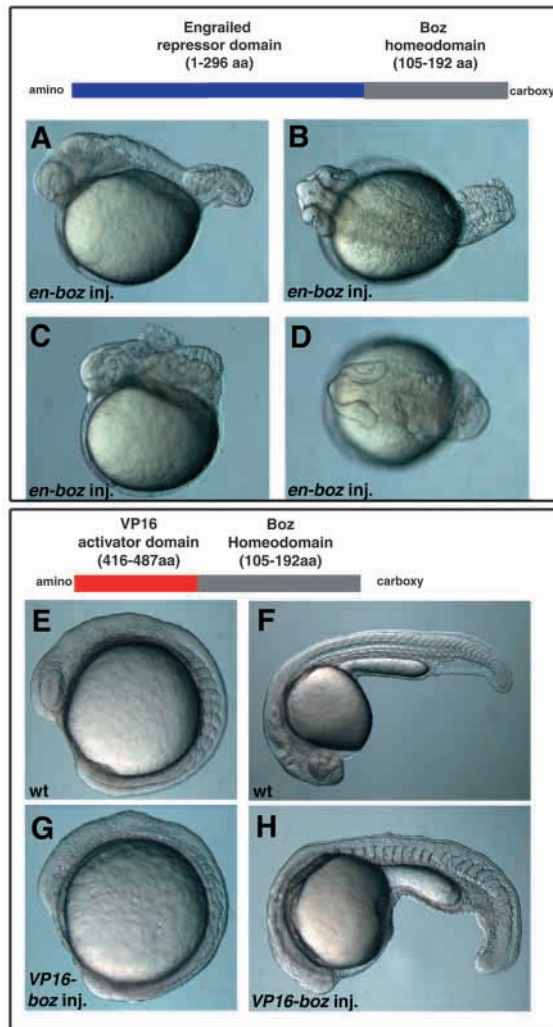 Engrailed
repressor domain
(1-296 aa)
Boz
homeodomain
(105-192 aa)
amino
carboxy
A
en-boz inj.
B
en-boz inj.
C
en-boz inj.
D
en-boz inj.
VP16
activator domain
(416-487aa)
Boz
Homeodomain
(105-192aa)
amino
carboxy
E
wt
F
wt
G
VP16-
boz inj.
H
VP16-boz inj.